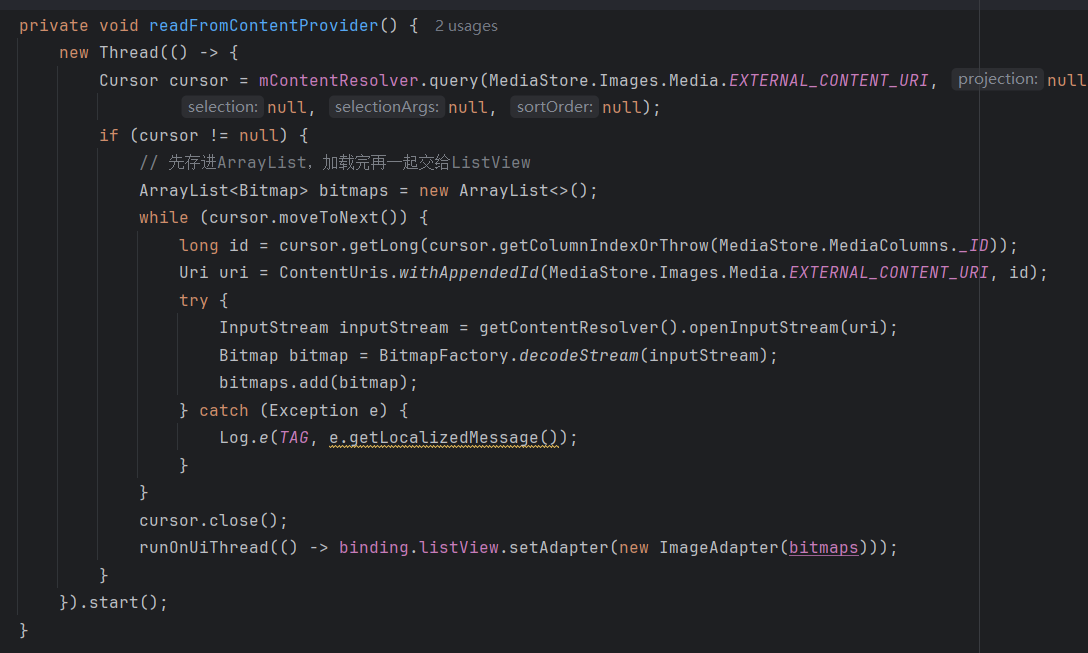 private void readFromContentProvider() { 2 usages
new Thread(() -> {
Cursor cursor = mContentResolver.query(MediaStore.Images.Media.EXTERNAL_CONTENT_URI, projection: null
selection: null, selectionArgs: null, sortOrder: null);
if (cursor != null) {
// 先存进ArrayList，加载完再一起交给ListView
ArrayList<Bitmap> bitmaps = new ArrayList<>();
while (cursor.moveToNext()) {
long id = cursor.getLong(cursor.getColumnIndexOrThrow(MediaStore.MediaColumns._ID));
Uri uri = ContentUris.withAppendedId(MediaStore.Images.Media.EXTERNAL_CONTENT_URI, id);
try {
InputStream inputStream = getContentResolver().openInputStream(uri);
Bitmap bitmap = BitmapFactory.decodeStream(inputStream);
bitmaps.add(bitmap);
} catch (Exception e) {
Log.e(TAG, e.getLocalizedMessage());
}
}
cursor.close();
runOnUiThread(() -> binding.listView.setAdapter(new ImageAdapter(bitmaps)));
}
}).start();
}